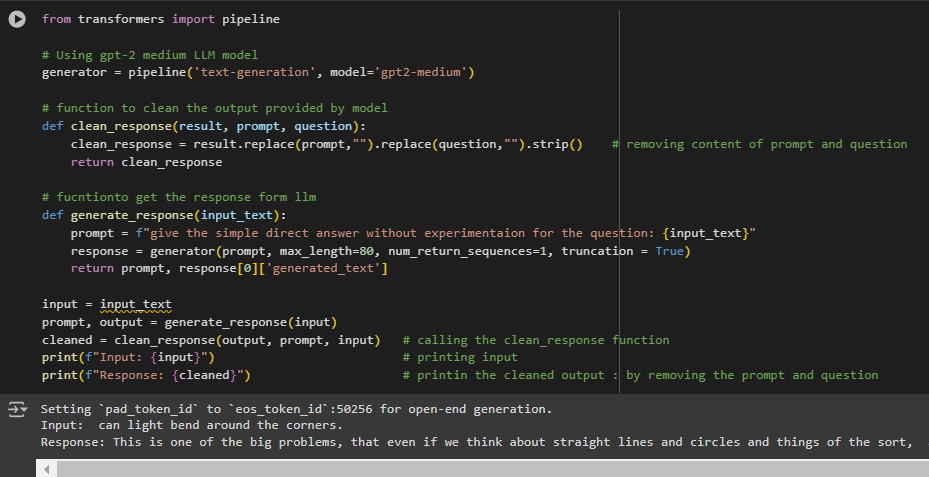 from transformers import pipeline
# Using gpt-2 medium LLM model
generator = pipeline('text-generation', model='gpt2-medium')
# function to clean the output provided by model
def clean_response(result, prompt, question):
clean_response = result.replace(prompt,"").replace(question,"").strip()    # removing content of prompt and question
return clean_response
# fucntionto get the response form llm
def generate_response(input_text):
prompt = f"give the simple direct answer without experimentaion for the question: {input_text}"
response = generator(prompt, max_length=80, num_return_sequences=1, truncation = True)
return prompt, response[0]['generated_text']
input = input_text
prompt, output = generate_response(input)
cleaned = clean_response(output, prompt, input)   # calling the clean_response function
print(f"Input: {input}")                          # printing input
print(f"Response: {cleaned}")                     # printin the cleaned output : by removing the prompt and question
Setting `pad_token_id` to `eos_token_id`:50256 for open-end generation.
Input:  can light bend around the corners.
Response: This is one of the big problems, that even if we think about straight lines and circles and things of the sort,